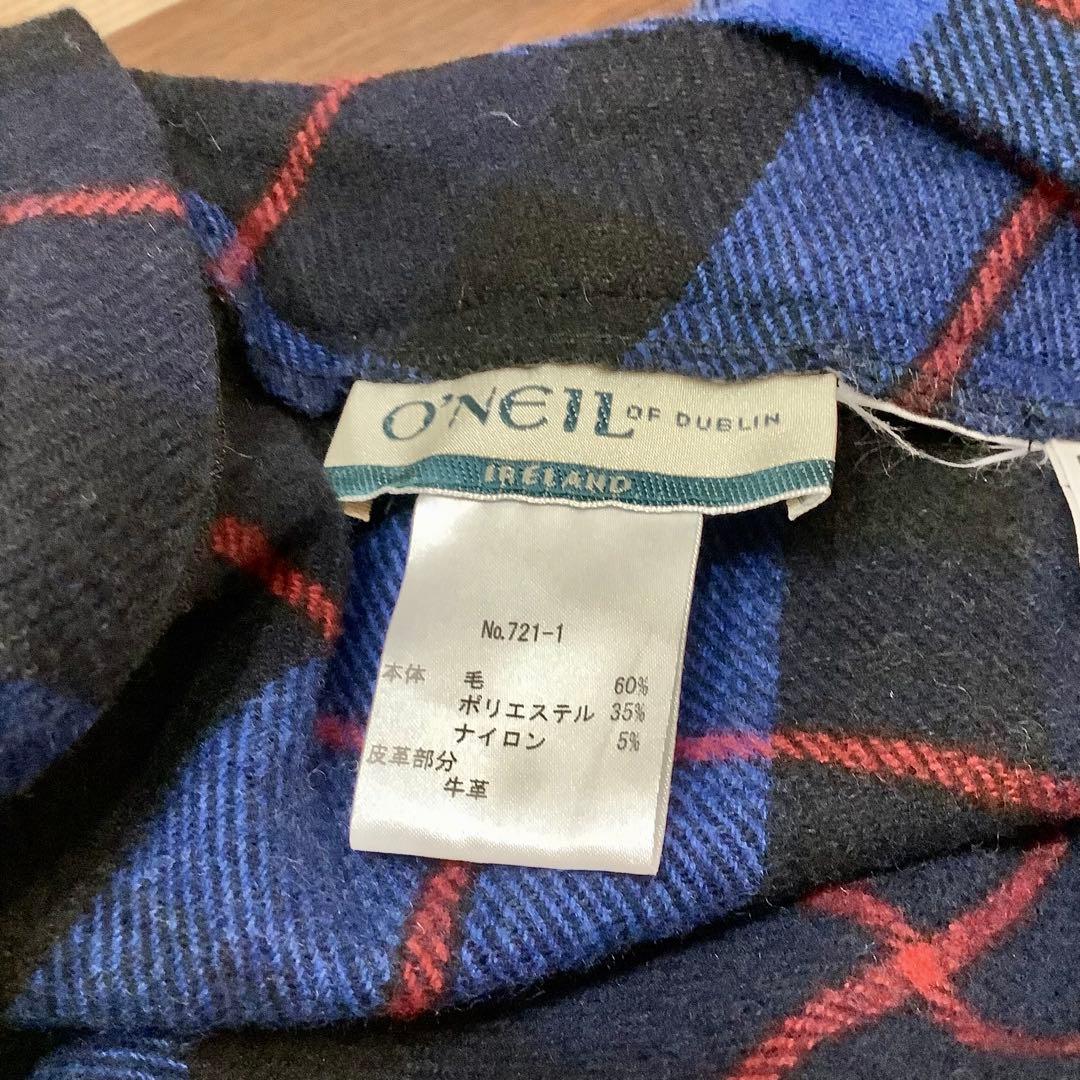 O'NEIL OF DUBLIN
IRELAND
No.721-1
本体 毛 60%
ポリエステル 35%
ナイロン 5%
皮革部分
牛革